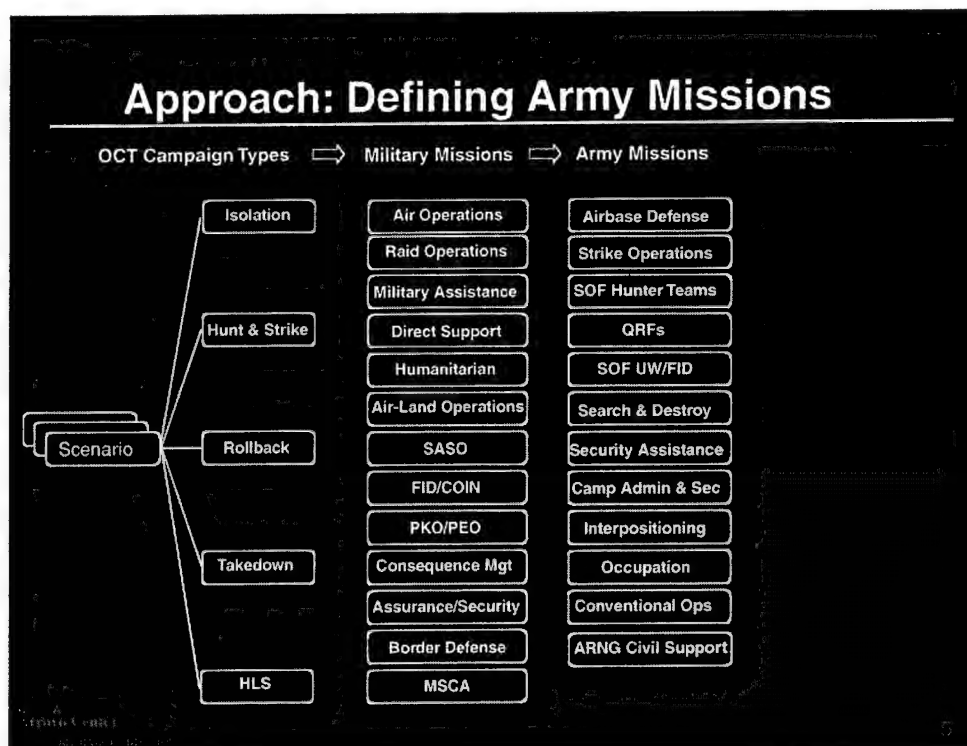 Approach: Defining Army Missions
OCT Campaign Types ⇨ Military Missions ⇨ Army Missions
Scenario
Isolation
Hunt & Strike
Rollback
Takedown
HLS
Air Operations
Raid Operations
Military Assistance
Direct Support
Humanitarian
Air-Land Operations
SASO
FID/COIN
PKO/PEO
Consequence Mgt
Assurance/Security
Border Defense
MSCA
Airbase Defense
Strike Operations
SOF Hunter Teams
QRFs
SOF UW/FID
Search & Destroy
Security Assistance
Camp Admin & Sec
Interpositioning
Occupation
Conventional Ops
ARNG Civil Support
5